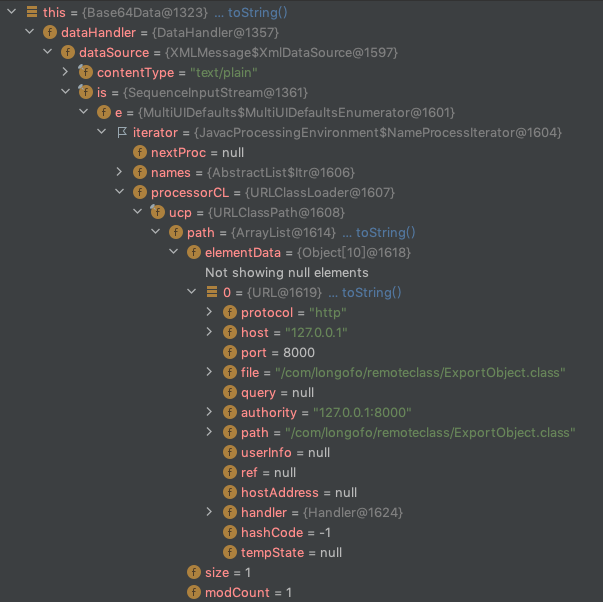 this = {Base64Data@1323} ... toString()
f dataHandler = {DataHandler@1357}
f dataSource = {XMLMessage$XmlDataSource@1597}
f contentType = "text/plain"
f is = {SequenceInputStream@1361}
f e = {MultiUIDefaults$MultiUIDefaultsEnumerator@1601}
iterator = {JavacProcessingEnvironment$NameProcessIterator@1604}
f nextProc = null
f names = {AbstractList$Itr@1606}
f processorCL = {URLClassLoader@1607}
f ucp = {URLClassPath@1608}
f path = {ArrayList@1614} ... toString()
f elementData = {Object[10]@1618}
Not showing null elements
0 = {URL@1619} ... toString()
f protocol = "http"
f host = "127.0.0.1"
f port = 8000
f file = "/com/longofo/remoteclass/ExportObject.class"
f query = null
f authority = "127.0.0.1:8000"
f path = "/com/longofo/remoteclass/ExportObject.class"
f userInfo = null
f ref = null
f hostAddress = null
f handler = {Handler@1624}
f hashCode = -1
f tempState = null
f size = 1
f modCount = 1